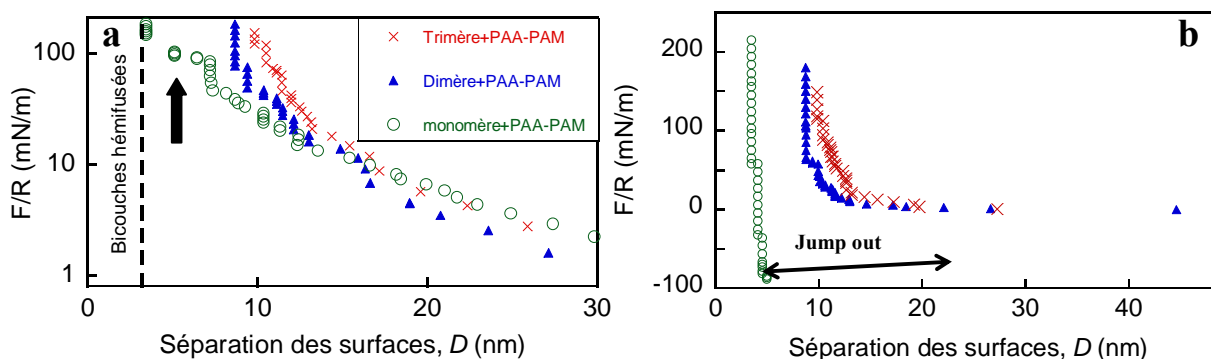 a
100
10
1
F/R (mN/m)
Bicouches hémifusées
Trimère+PAA-PAM
Dimère+PAA-PAM
monomère+PAA-PAM
0
10
20
30
Séparation des surfaces, D (nm)
b
200
100
0
-100
F/R (mN/m)
Jump out
0
10
20
30
40
Séparation des surfaces, D (nm)